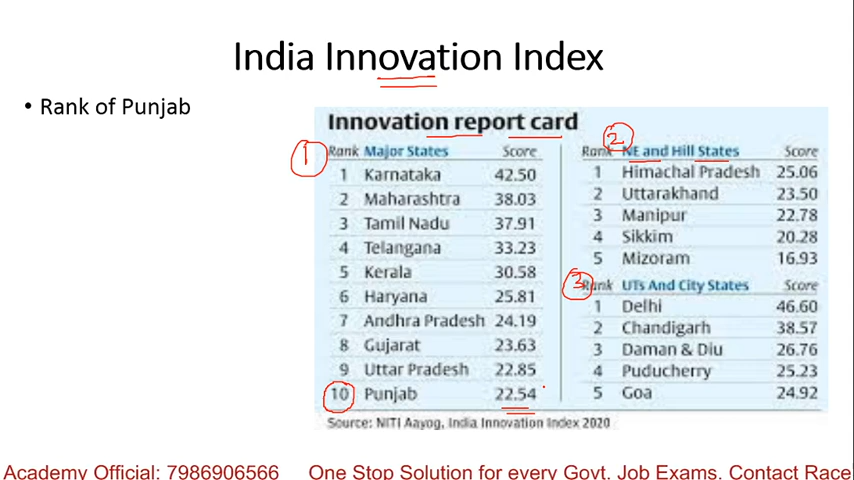 India Innovation Index
• Rank of Punjab
Innovation report card
1
Rank Major States Score
1 Karnataka 42.50
2 Maharashtra 38.03
3 Tamil Nadu 37.91
4 Telangana 33.23
5 Kerala 30.58
6 Haryana 25.81
7 Andhra Pradesh 24.19
8 Gujarat 23.63
9 Uttar Pradesh 22.85
10 Punjab 22.54
2
Rank NE and Hill States Score
1 Himachal Pradesh 25.06
2 Uttarakhand 23.50
3 Manipur 22.78
4 Sikkim 20.28
5 Mizoram 16.93
3
Rank UTs And City States Score
1 Delhi 46.60
2 Chandigarh 38.57
3 Daman & Diu 26.76
4 Puducherry 25.23
5 Goa 24.92
Source: NITI Aayog, India Innovation Index 2020
Academy Official: 7986906566 One Stop Solution for every Govt. Job Exams. Contact Race